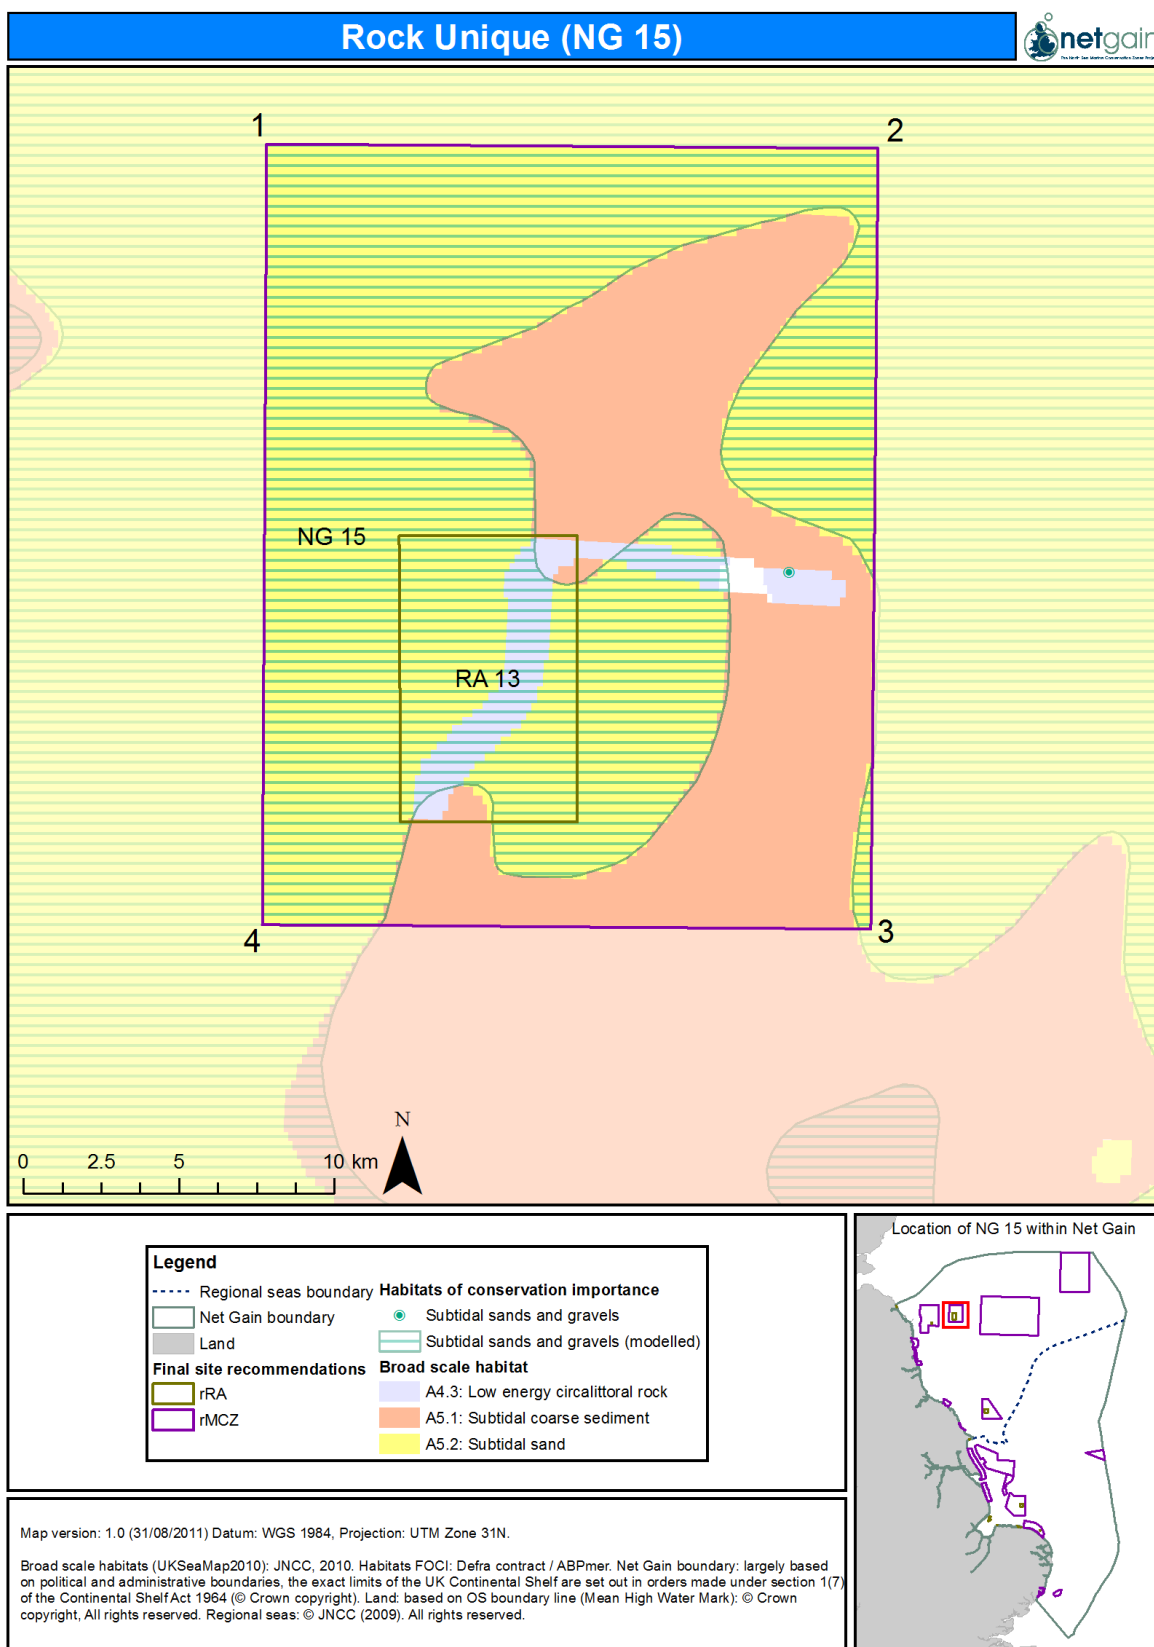 Rock Unique (NG 15)
netgain
The North Sea Marine Conservation Zones Project
1
2
NG 15
RA 13
4
3
N
0 2.5 5 10 km
Location of NG 15 within Net Gain
Legend
Regional seas boundary
Net Gain boundary
Land
Final site recommendations
rRA
rMCZ
Habitats of conservation importance
Subtidal sands and gravels
Subtidal sands and gravels (modelled)
Broad scale habitat
A4.3: Low energy circalittoral rock
A5.1: Subtidal coarse sediment
A5.2: Subtidal sand
Map version: 1.0 (31/08/2011) Datum: WGS 1984, Projection: UTM Zone 31N.
Broad scale habitats (UKSeaMap2010): JNCC, 2010. Habitats FOCI: Defra contract / ABPmer. Net Gain boundary: largely based
on political and administrative boundaries, the exact limits of the UK Continental Shelf are set out in orders made under section 1(7)
of the Continental Shelf Act 1964 (© Crown copyright). Land: based on OS boundary line (Mean High Water Mark): © Crown
copyright, All rights reserved. Regional seas: © JNCC (2009). All rights reserved.